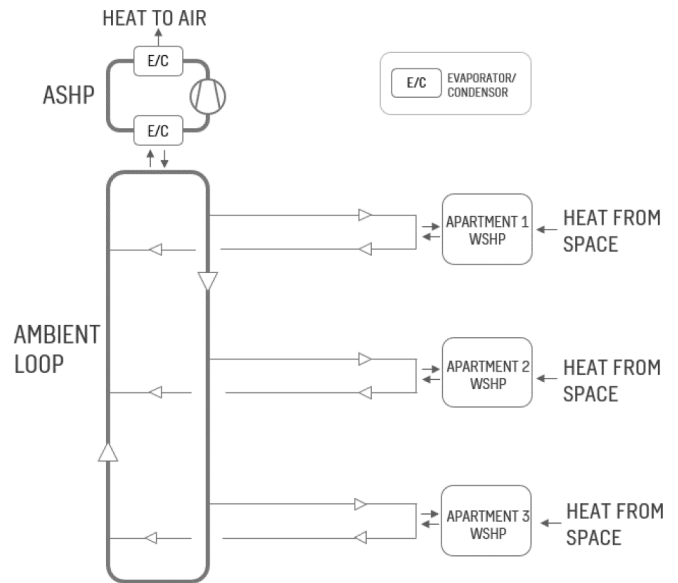 HEAT TO AIR
E/C
ASHP
E/C
E/C
EVAPORATOR/
CONDENSOR
APARTMENT 1
WSHP
HEAT FROM
SPACE
AMBIENT
LOOP
APARTMENT 2
WSHP
HEAT FROM
SPACE
APARTMENT 3
WSHP
HEAT FROM
SPACE